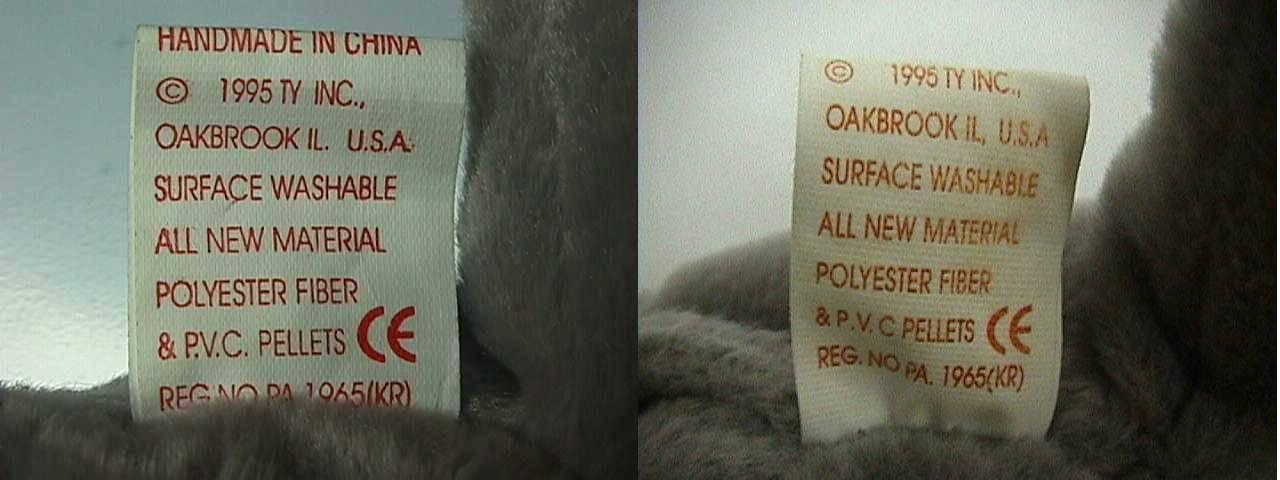 HANDMADE IN CHINA
© 1995 TY INC.,
OAKBROOK IL. U.S.A.
SURFACE WASHABLE
ALL NEW MATERIAL
POLYESTER FIBER
& P.V.C. PELLETS CE
REG. NO PA. 1965(KR)
© 1995 TY INC.,
OAKBROOK IL, U.S.A
SURFACE WASHABLE
ALL NEW MATERIAL
POLYESTER FIBER
& P.V. C PELLETS CE
REG. NO PA. 1965(KR)